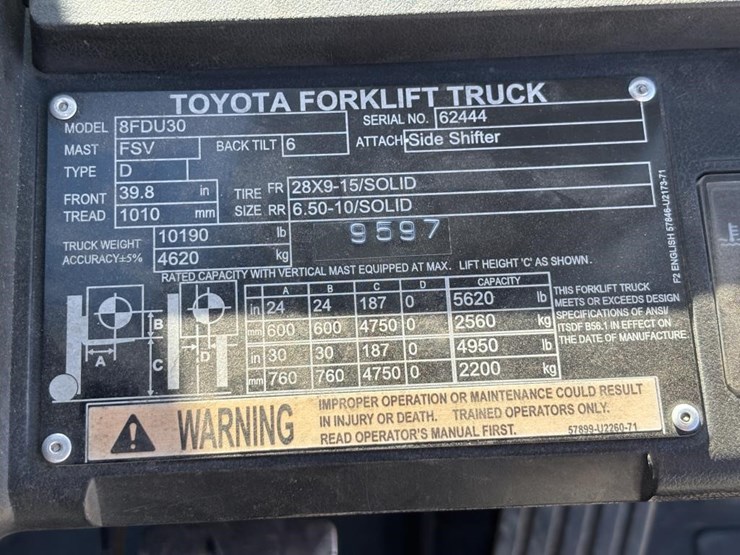 TOYOTA FORKLIFT TRUCK
MODEL 8FDU30 SERIAL NO. 62444
MAST FSV BACK TILT 6 ATTACH Side Shifter
TYPE D
FRONT TREAD 39.8 in TIRE SIZE FR 28X9-15/SOLID
1010 mm RR 6.50-10/SOLID
TRUCK WEIGHT 10190 lb 9597
ACCURACY±5% 4620 kg
RATED CAPACITY WITH VERTICAL MAST EQUIPPED AT MAX. LIFT HEIGHT 'C' AS SHOWN.
A B C D CAPACITY
in 24 24 187 0 5620 lb
mm 600 600 4750 0 2560 kg
in 30 30 187 0 4950 lb
mm 760 760 4750 0 2200 kg
A B C D
THIS FORKLIFT TRUCK
MEETS OR EXCEEDS DESIGN
SPECIFICATIONS OF ANSI/
ITSDF B56.1 IN EFFECT ON
THE DATE OF MANUFACTURE
F2 ENGLISH 57846-U2173-71
WARNING
IMPROPER OPERATION OR MAINTENANCE COULD RESULT
IN INJURY OR DEATH. TRAINED OPERATORS ONLY.
READ OPERATOR'S MANUAL FIRST. 57899-U2260-71